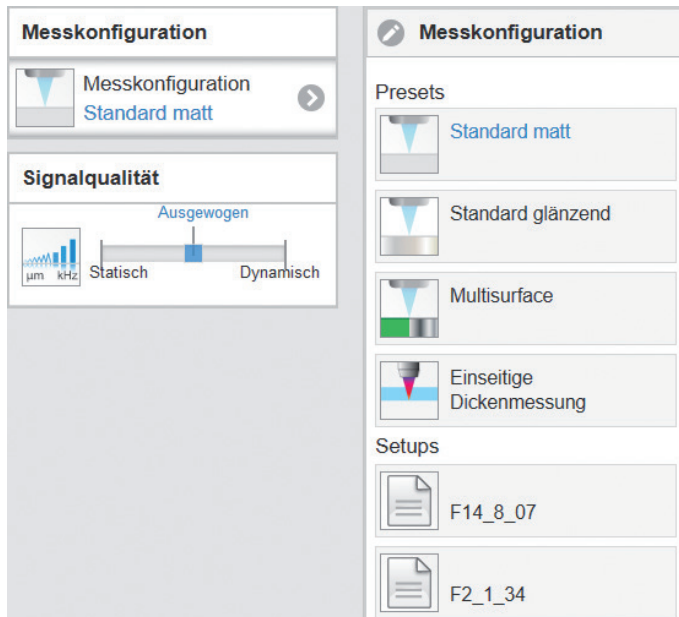 Messkonfiguration
Messkonfiguration
Standard matt
Signalqualität
Ausgewogen
µm kHz
Statisch
Dynamisch
Messkonfiguration
Presets
Standard matt
Standard glänzend
Multisurface
Einseitige
Dickenmessung
Setups
F14_8_07
F2_1_34